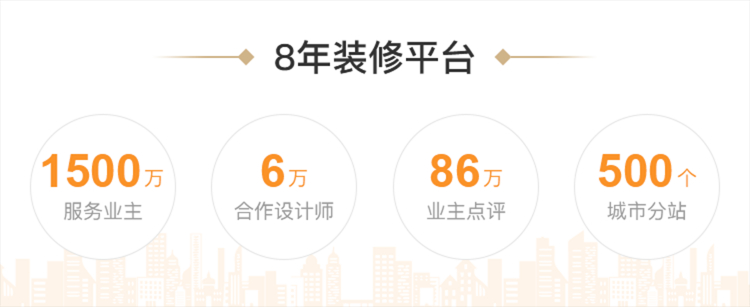 8年装修平台
1500万
服务业主
6万
合作设计师
86万
业主点评
500个
城市分站